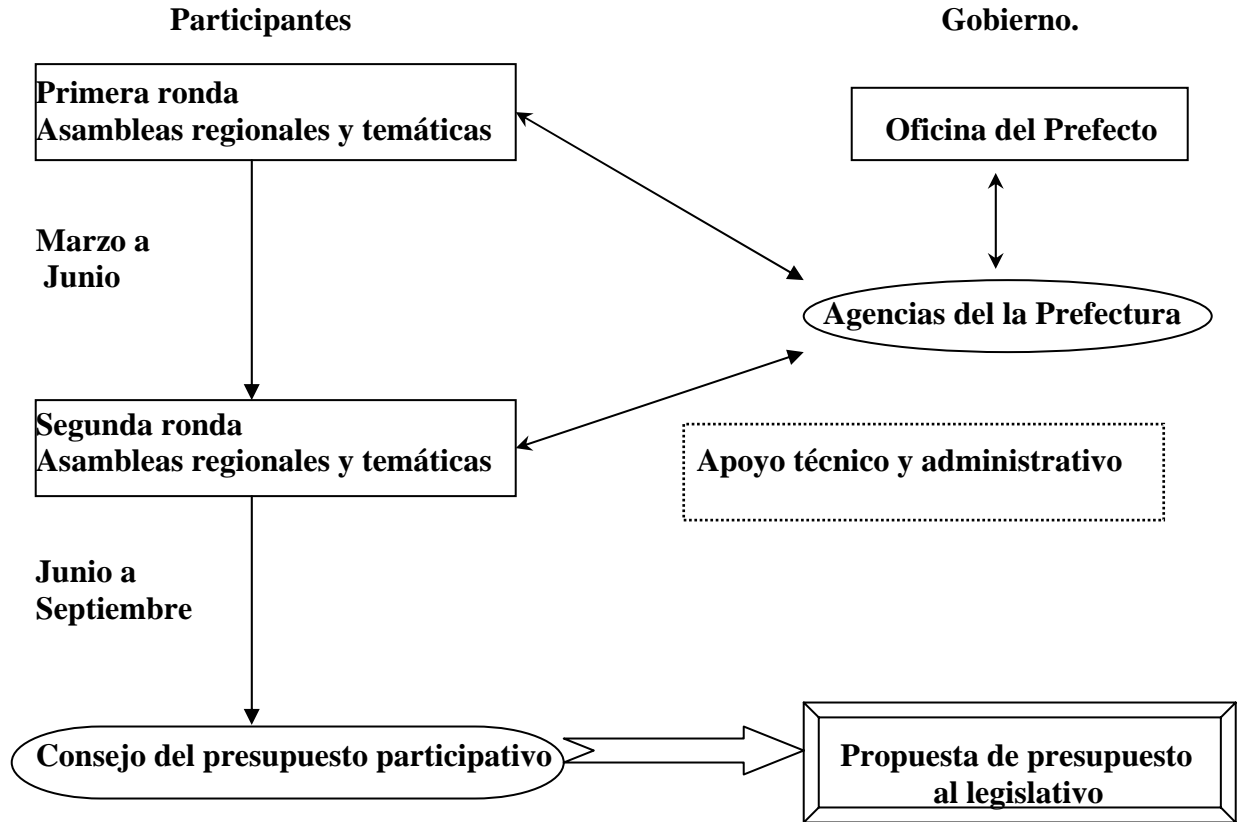 Participantes
Gobierno.
Primera ronda
Asambleas regionales y temáticas
Oficina del Prefecto
Marzo a
Junio
Agencias del la Prefectura
Segunda ronda
Asambleas regionales y temáticas
Apoyo técnico y administrativo
Junio a
Septiembre
Consejo del presupuesto participativo
Propuesta de presupuesto
al legislativo